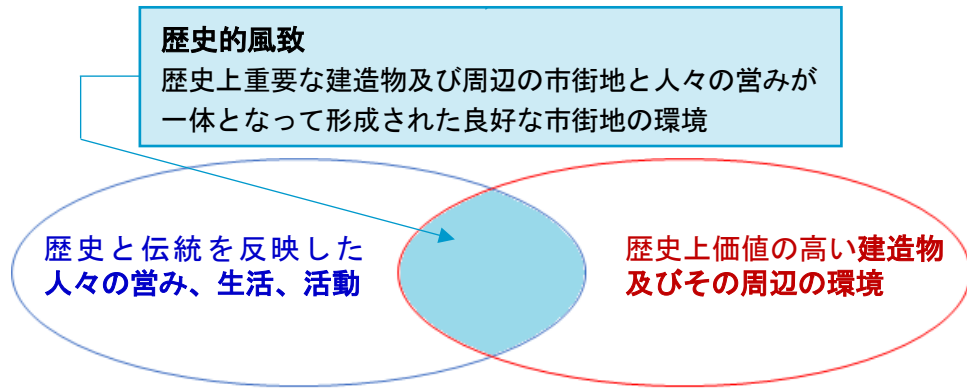 歴史的風致
歴史上重要な建造物及び周辺の市街地と人々の営みが
一体となって形成された良好な市街地の環境
歴史と伝統を反映した
人々の営み、生活、活動
歴史上価値の高い建造物
及びその周辺の環境